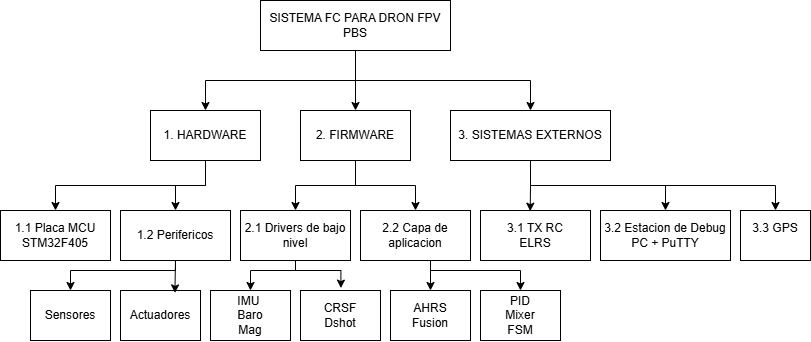 SISTEMA FC PARA DRON FPV
PBS
1. HARDWARE
2. FIRMWARE
3. SISTEMAS EXTERNOS
1.1 Placa MCU
STM32F405
1.2 Perifericos
2.1 Drivers de bajo
nivel
2.2 Capa de
aplicacion
3.1 TX RC
ELRS
3.2 Estacion de Debug
PC + PuTTY
3.3 GPS
Sensores
Actuadores
IMU
Baro
Mag
CRSF
Dshot
AHRS
Fusion
PID
Mixer
FSM